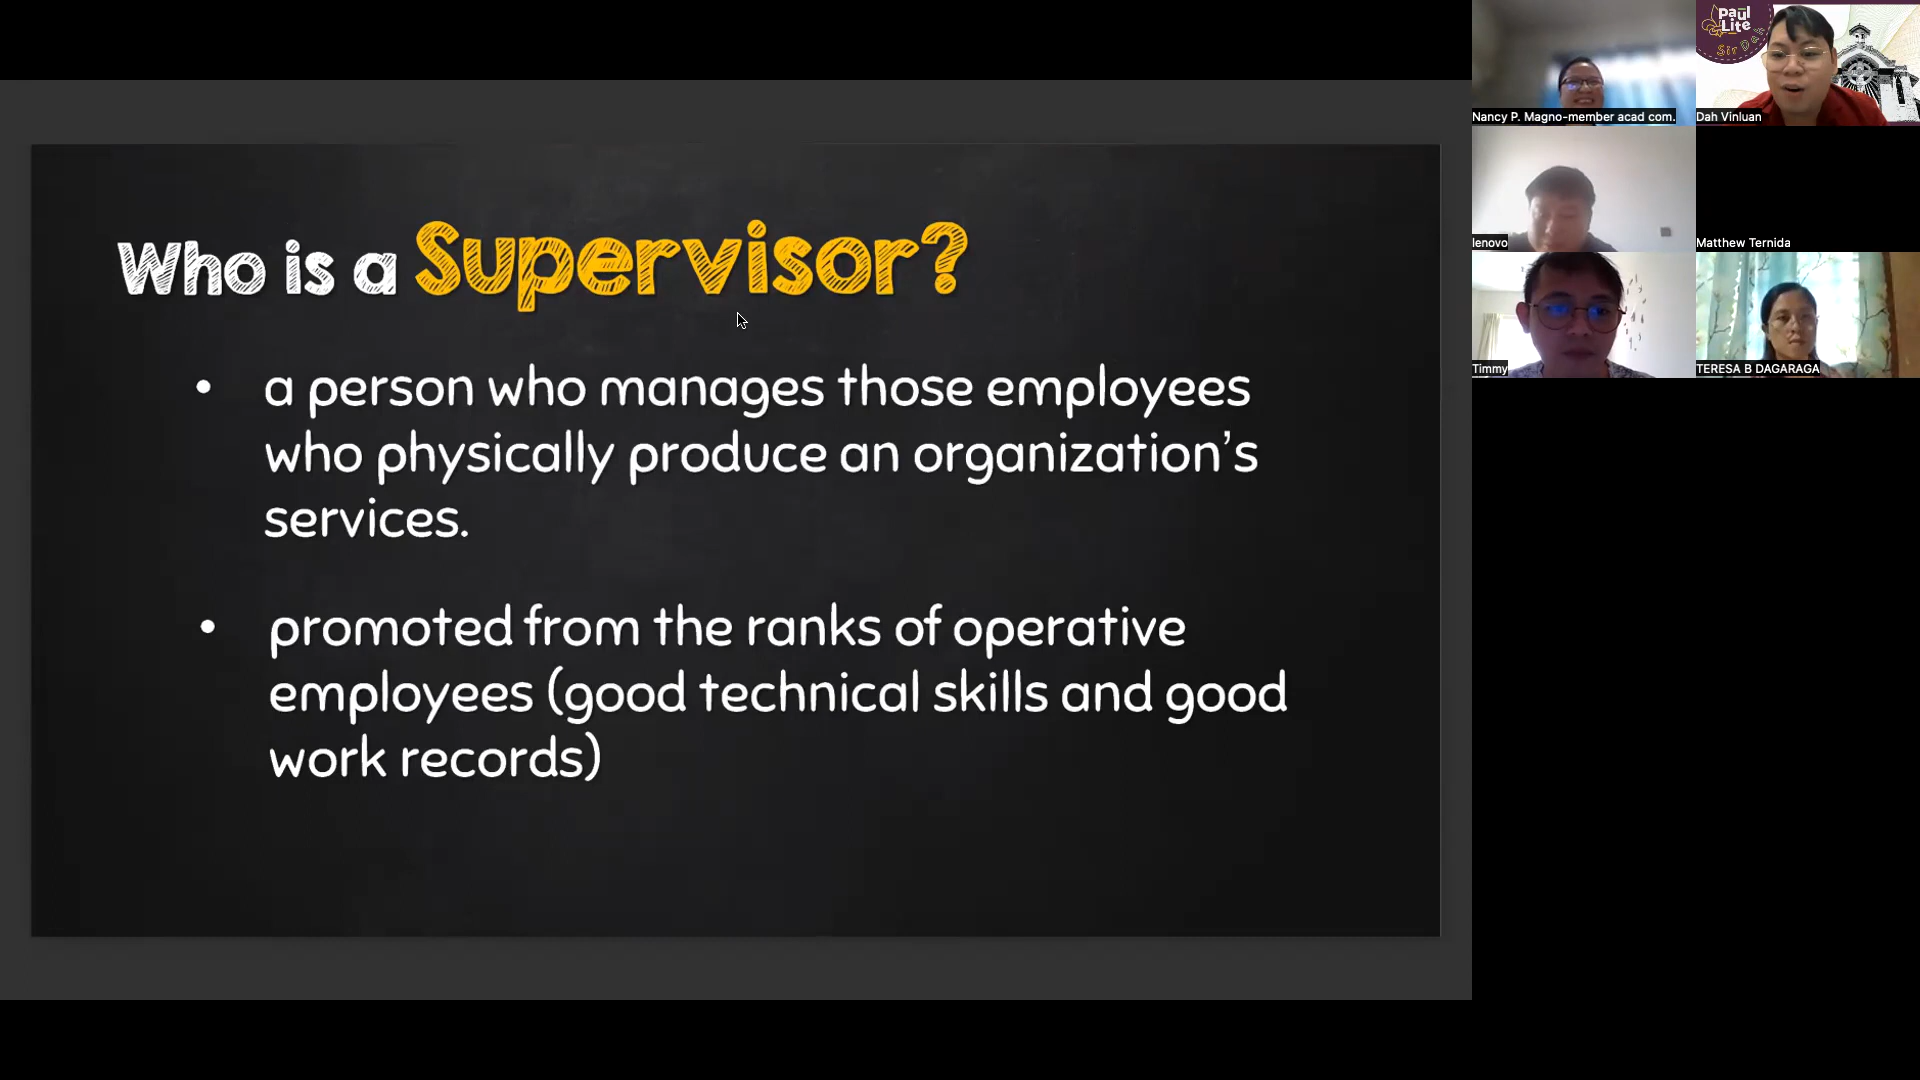 Who is a Supervisor?
• a person who manages those employees
who physically produce an organization's
services.
• promoted from the ranks of operative
employees (good technical skills and good
work records)
Nancy P. Magno-member acad com.
Paul
Lite
Dah Vinluan
lenovo
Matthew Ternida
Timmy
TERESA B DAGARAGA